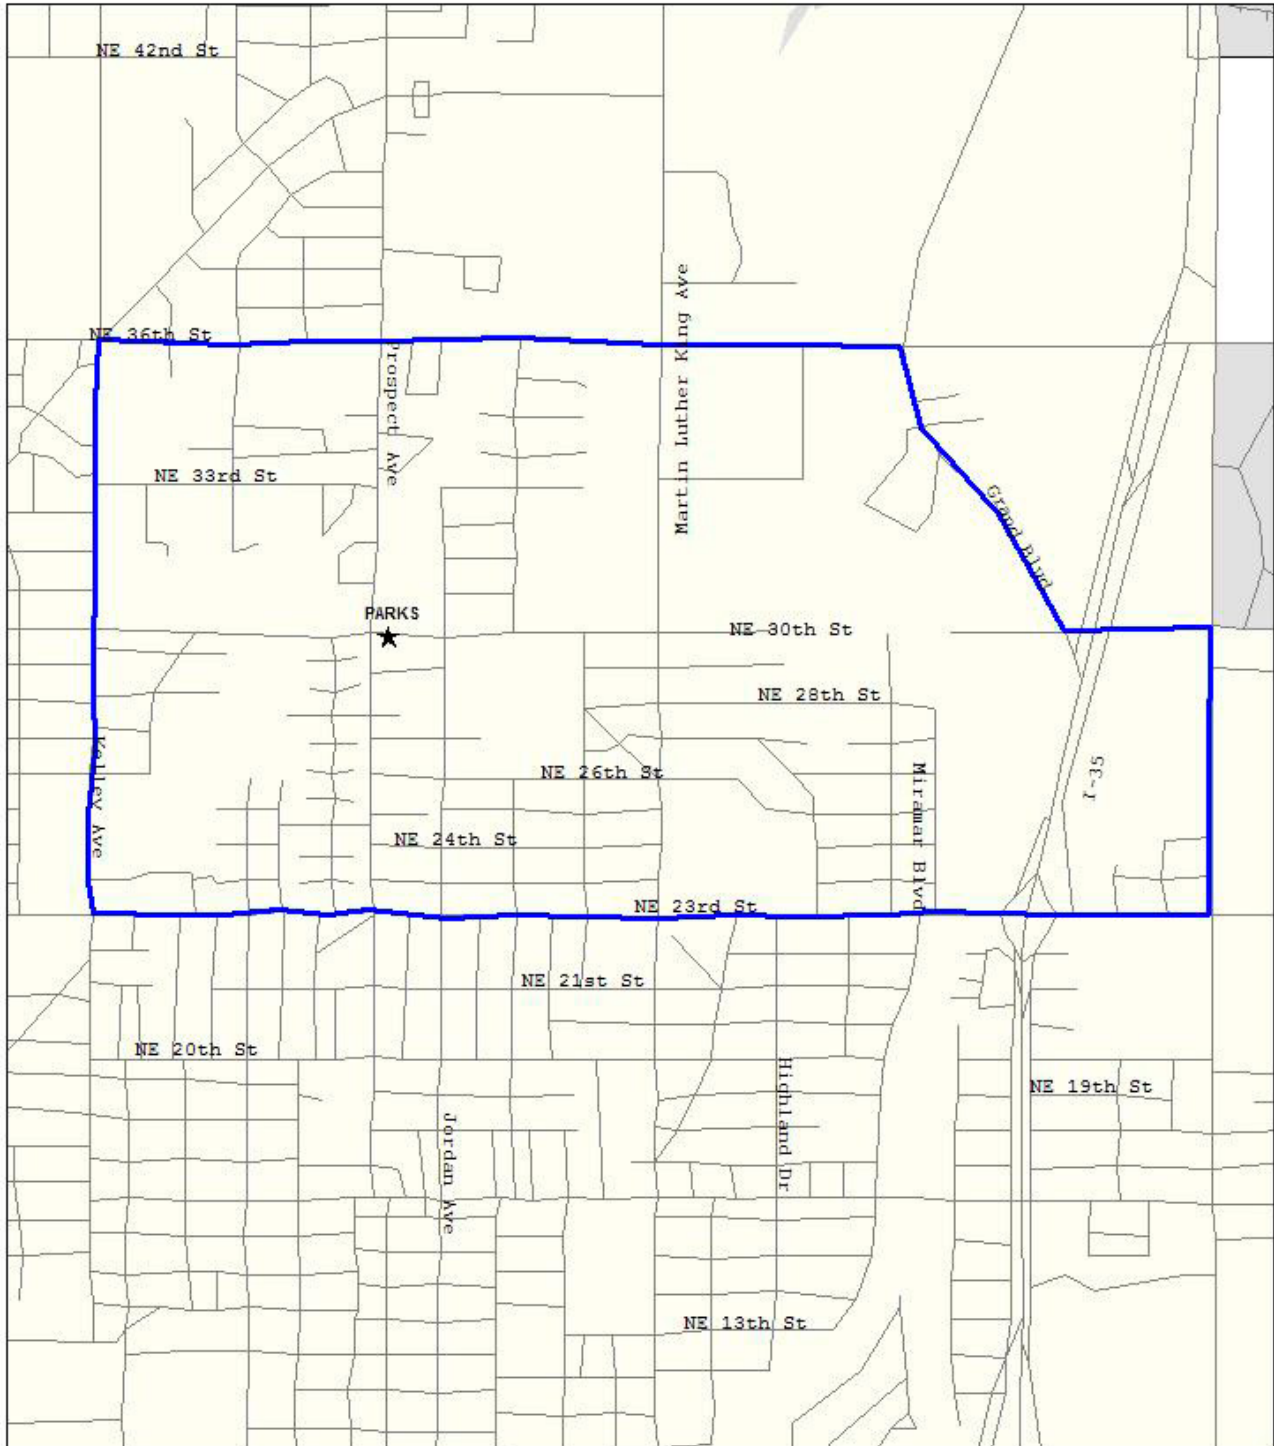 NE 42nd St
NE 36th St
Martin Luther King Ave
Prospect Ave
NE 33rd St
Grand Blvd
PARKS
NE 30th St
NE 28th St
Kelley Ave
NE 26th St
I-35
Miramar Blvd
NE 24th St
NE 23rd St
NE 21st St
NE 20th St
Highland Dr
NE 19th St
Jordan Ave
NE 13th St